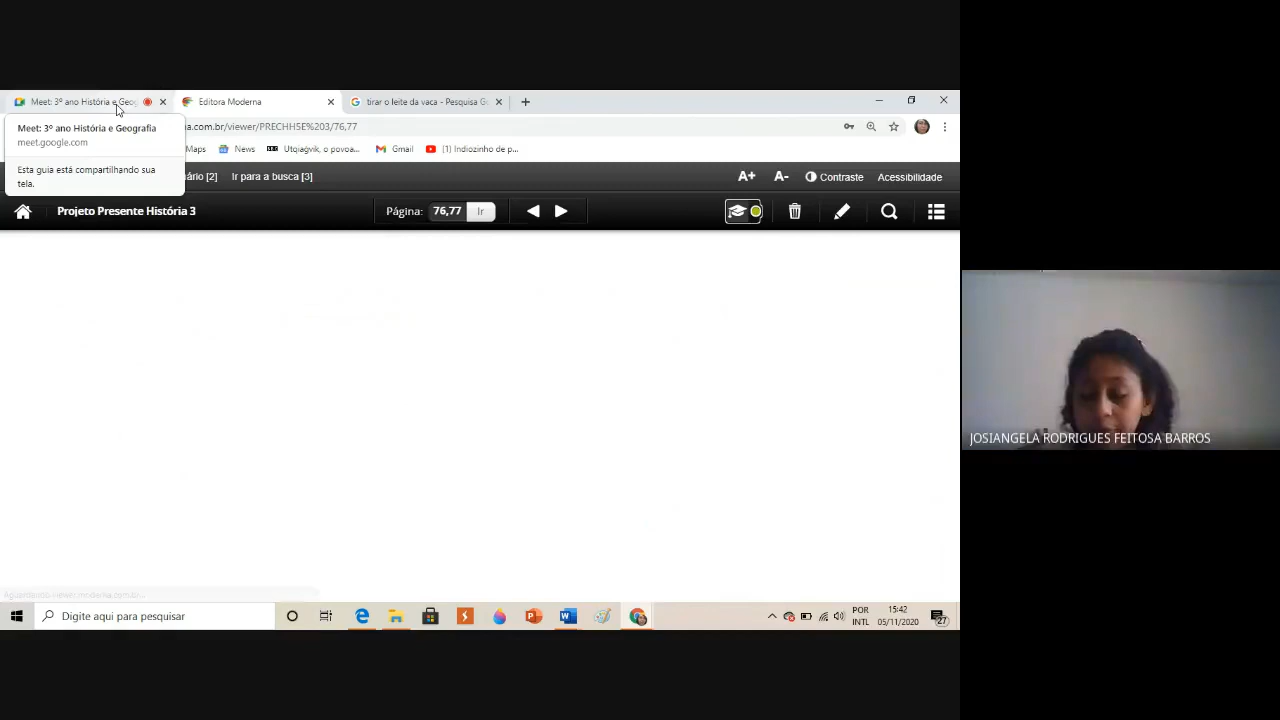 Meet: 3º ano História e Geog
Editora Moderna
tirar o leite da vaca - Pesquisa G
Meet: 3º ano História e Geografia
meet.google.com
Esta guia está compartilhando sua
tela.
a.com.br/viewer/PRECHHSE%203/76,77
Maps
News
Utqiaġvik, o povoa...
Gmail
(1) Indiozinho de p...
ário [2]
Ir para a busca [3]
A+
A-
Contraste
Acessibilidade
Projeto Presente História 3
Página:
76,77
Ir
JOSIANGELA RODRIGUES FEITOSA BARROS
Digite aqui para pesquisar
POR
INTL
15:42
05/11/2020
27